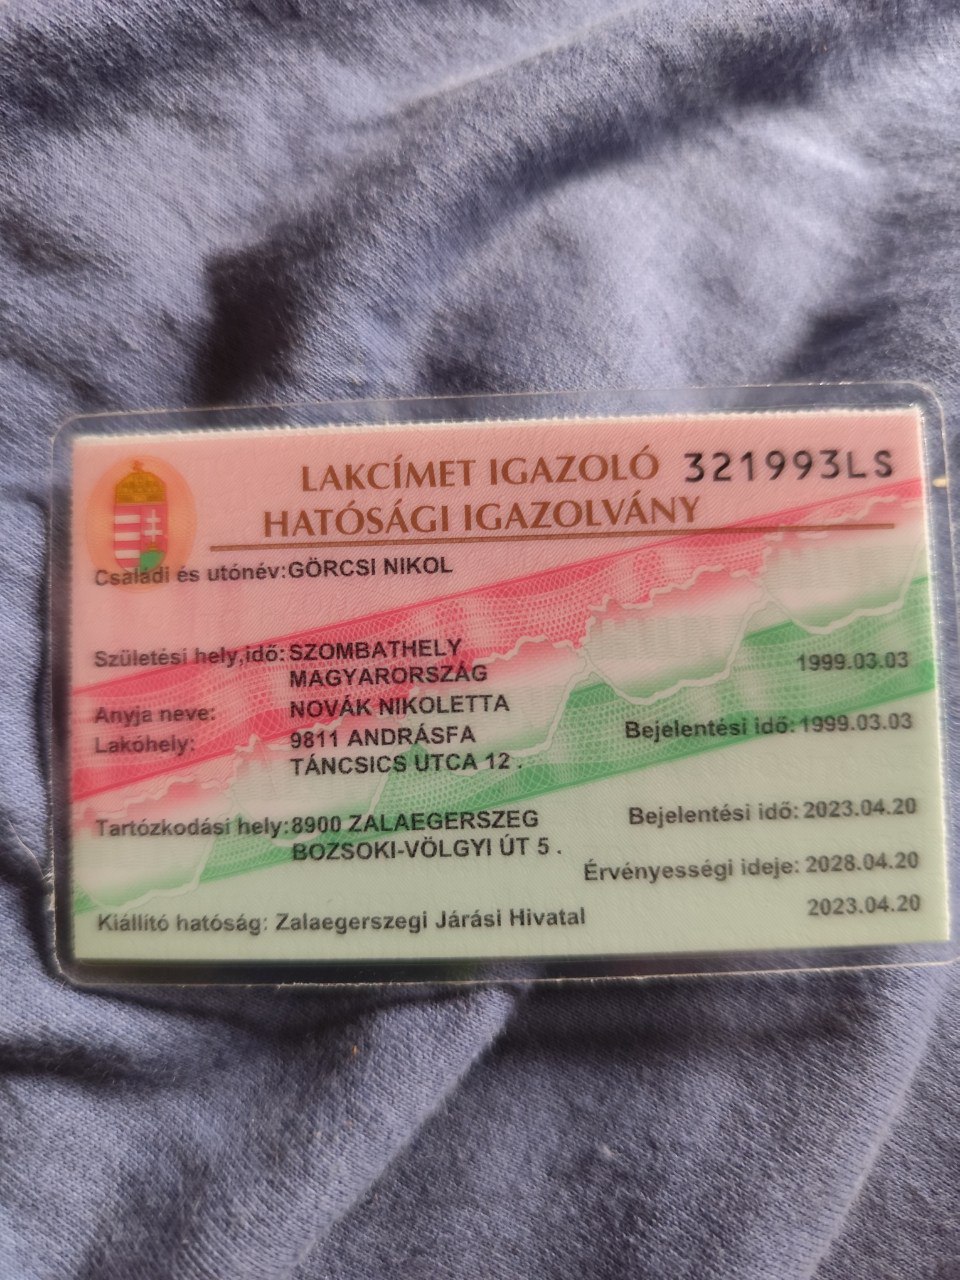 LAKCÍMET IGAZOLÓ 321993LS
HATÓSÁGI IGAZOLVÁNY
Családi és utónév: GÖRCSI NIKOL
Születési hely,idő: SZOMBATHELY
MAGYARORSZÁG 1999.03.03
Anyja neve: NOVÁK NIKOLETTA
Lakóhely: 9811 ANDRÁSFA Bejelentési idő: 1999.03.03
TÁNCSICS UTCA 12 .
Tartózkodási hely: 8900 ZALAEGERSZEG Bejelentési idő: 2023.04.20
BOZSOKI-VÖLGYI ÚT 5 .
Érvényességi ideje: 2028.04.20
Kiállító hatóság: Zalaegerszegi Járási Hivatal 2023.04.20